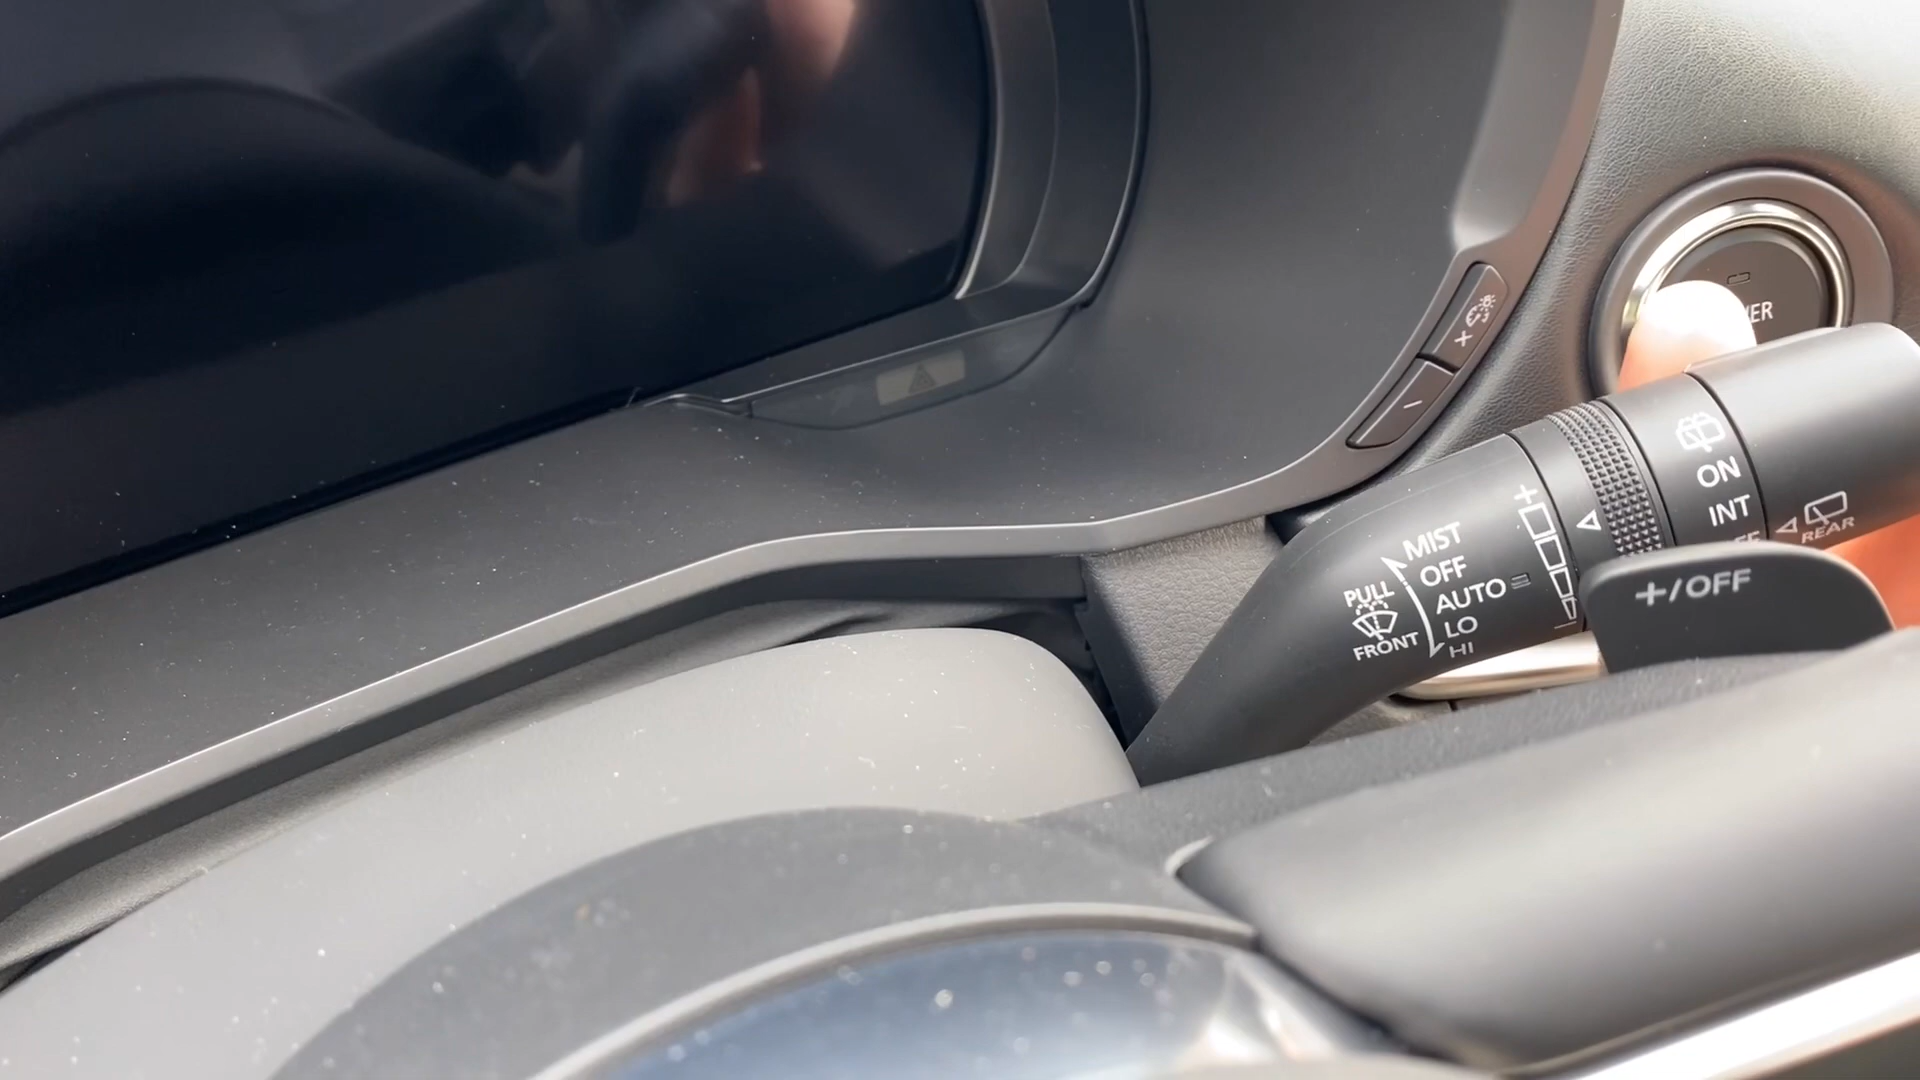 +
−
ON
INT
REAR
+
MIST
OFF
AUTO
LO
HI
PULL
FRONT
+/OFF